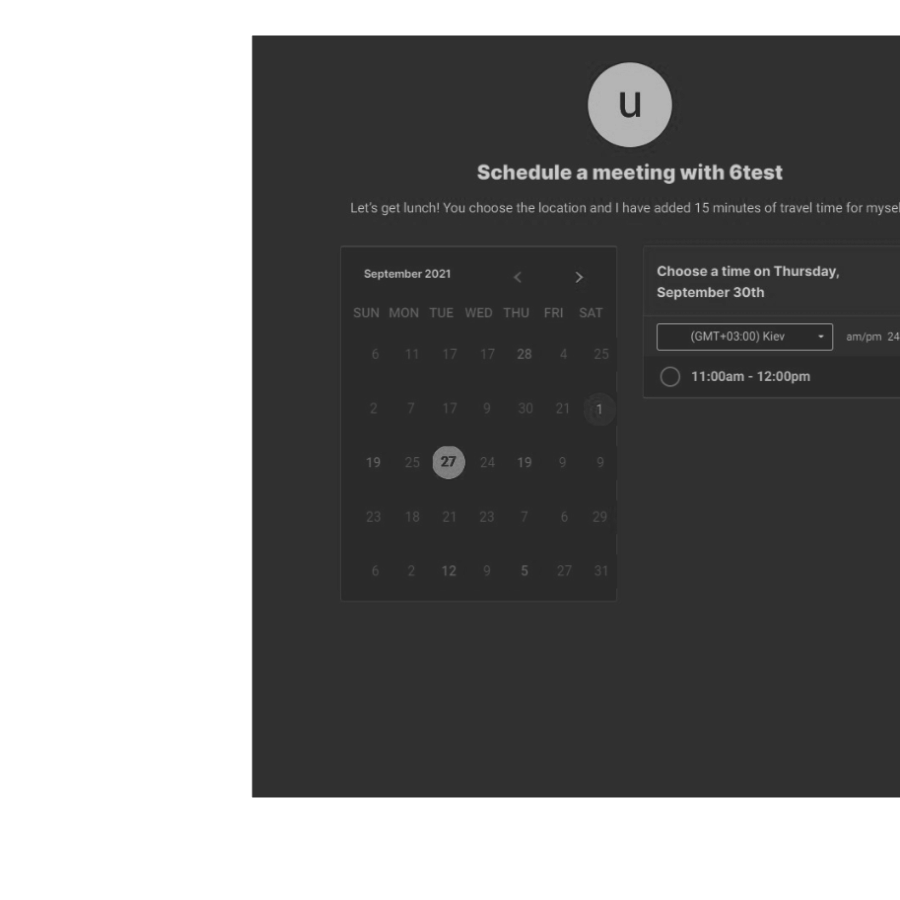 u
Schedule a meeting with 6test
Let's get lunch! You choose the location and I have added 15 minutes of travel time for mysel
September 2021
SUN MON TUE WED THU FRI SAT
6 11 17 17 28 4 25
2 7 17 9 30 21 1
19 25 27 24 19 9 9
23 18 21 23 7 6 29
6 2 12 9 5 27 31
Choose a time on Thursday,
September 30th
(GMT+03:00) Kiev am/pm 24
11:00am - 12:00pm